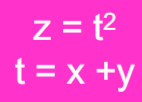 z = t²
t = x +y